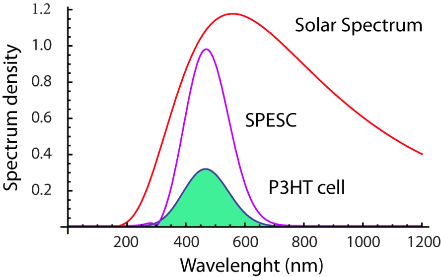 1.2
1.0
0.8
0.6
0.4
0.2
Spectrum density
Solar Spectrum
SPESC
P3HT cell
200 400 600 800 1000 1200
Wavelenght (nm)